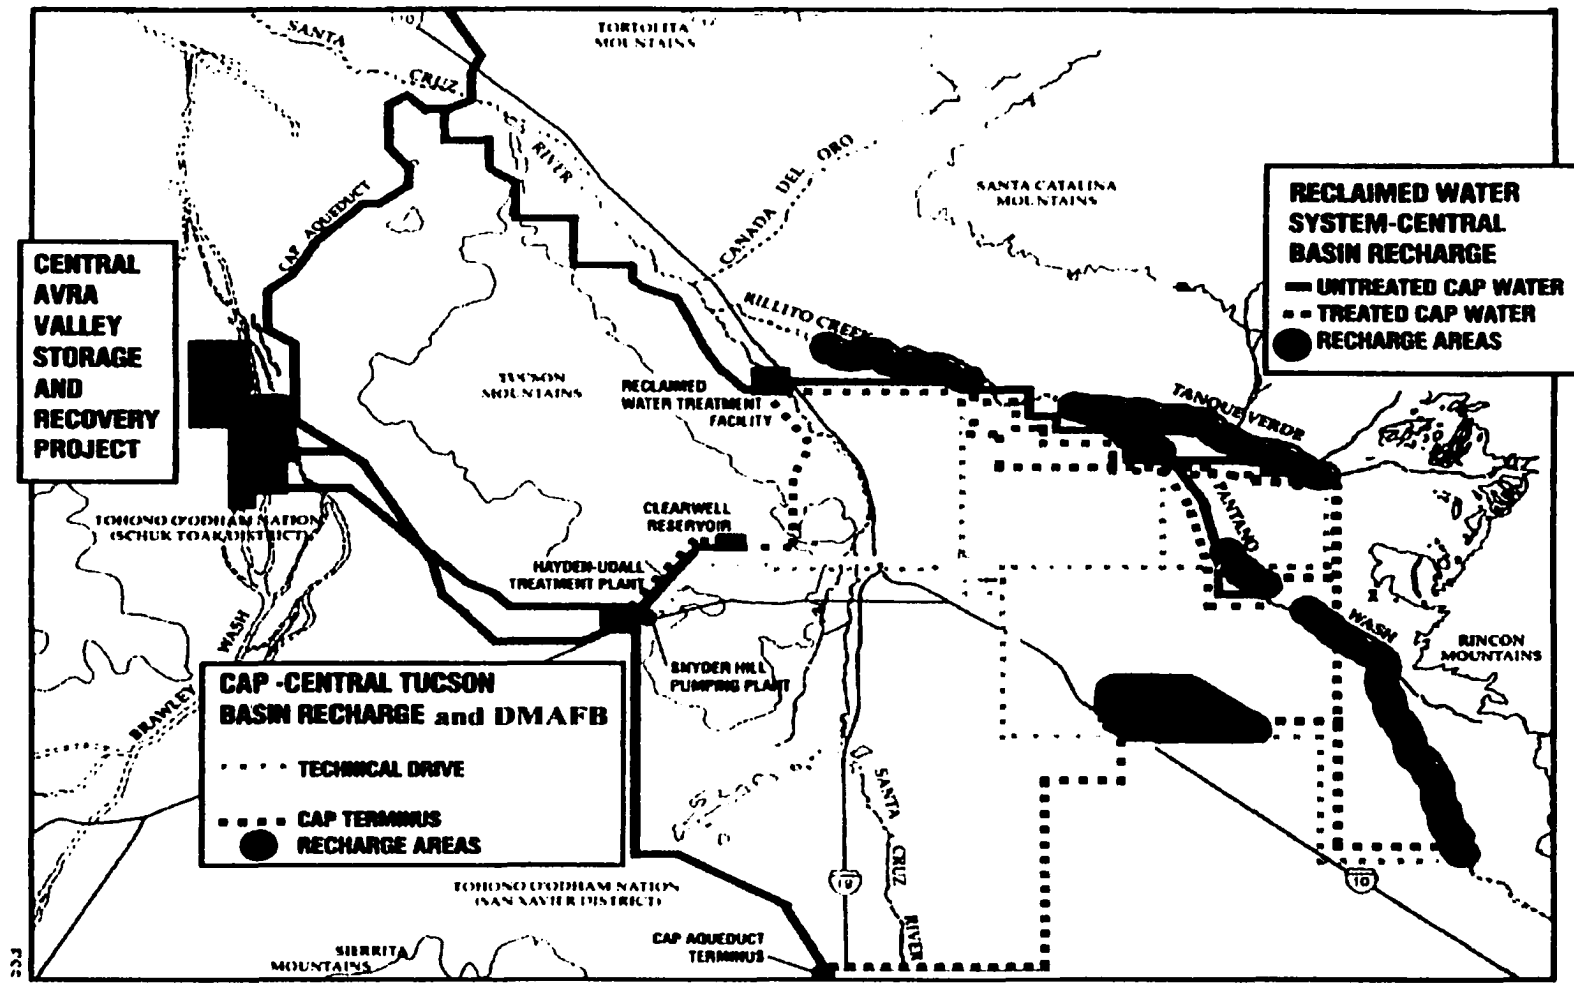 10
SANTA
CRUZ
RIVER
TORTOLITA
MOUNTAINS
CANADA DEL ORO
SANTA CATALINA
MOUNTAINS
RECLAIMED WATER
SYSTEM-CENTRAL
BASIN RECHARGE
UNTREATED CAP WATER
TREATED CAP WATER
RECHARGE AREAS
CAP AQUEDUCT
CENTRAL
AVRA
VALLEY
STORAGE
AND
RECOVERY
PROJECT
RILLITO CREEK
TUCSON
MOUNTAINS
RECLAIMED
WATER TREATMENT
FACILITY
TANQUE VERDE
CLEARWELL
RESERVOIR
PANTANO
WASH
TOHONO O'ODHAM NATION
(SCHUK TOAK DISTRICT)
HAYDEN-UDALL
TREATMENT PLANT
BRAWLEY
WASH
RINCON
MOUNTAINS
SNYDER HILL
PUMPING PLANT
CAP -CENTRAL TUCSON
BASIN RECHARGE and DMAFB
TECHNICAL DRIVE
CAP TERMINUS
RECHARGE AREAS
SANTA
CRUZ
RIVER
19
10
TOHONO O'ODHAM NATION
(SAN XAVIER DISTRICT)
CAP AQUEDUCT
TERMINUS
SIERRITA
MOUNTAINS